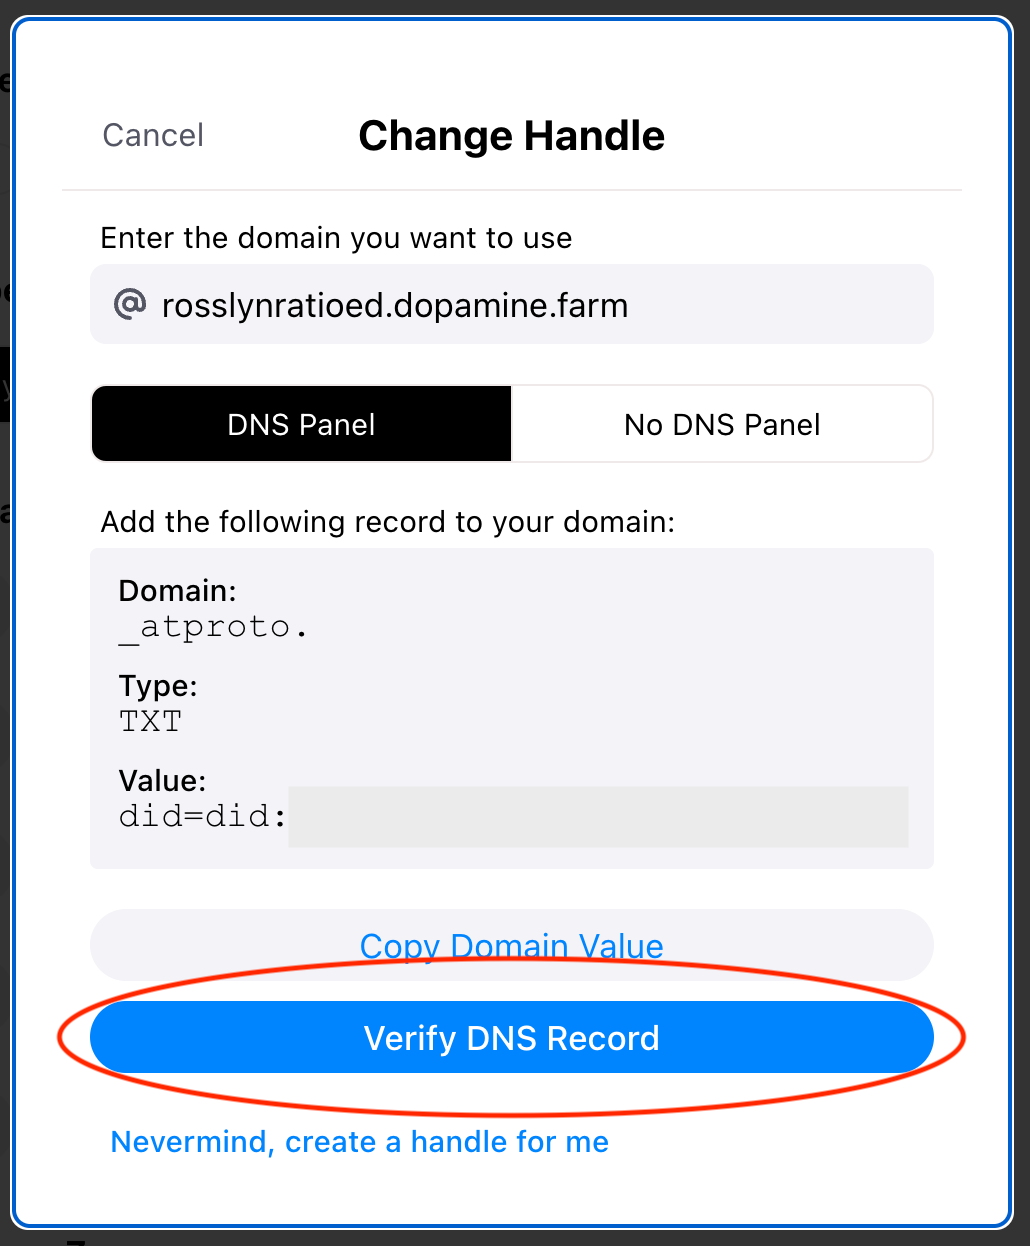 Cancel
Change Handle
Enter the domain you want to use
@ rosslynratioed.dopamine.farm
DNS Panel
No DNS Panel
Add the following record to your domain:
Domain:
_atproto.
Type:
TXT
Value:
did=did:
Copy Domain Value
Verify DNS Record
Nevermind, create a handle for me